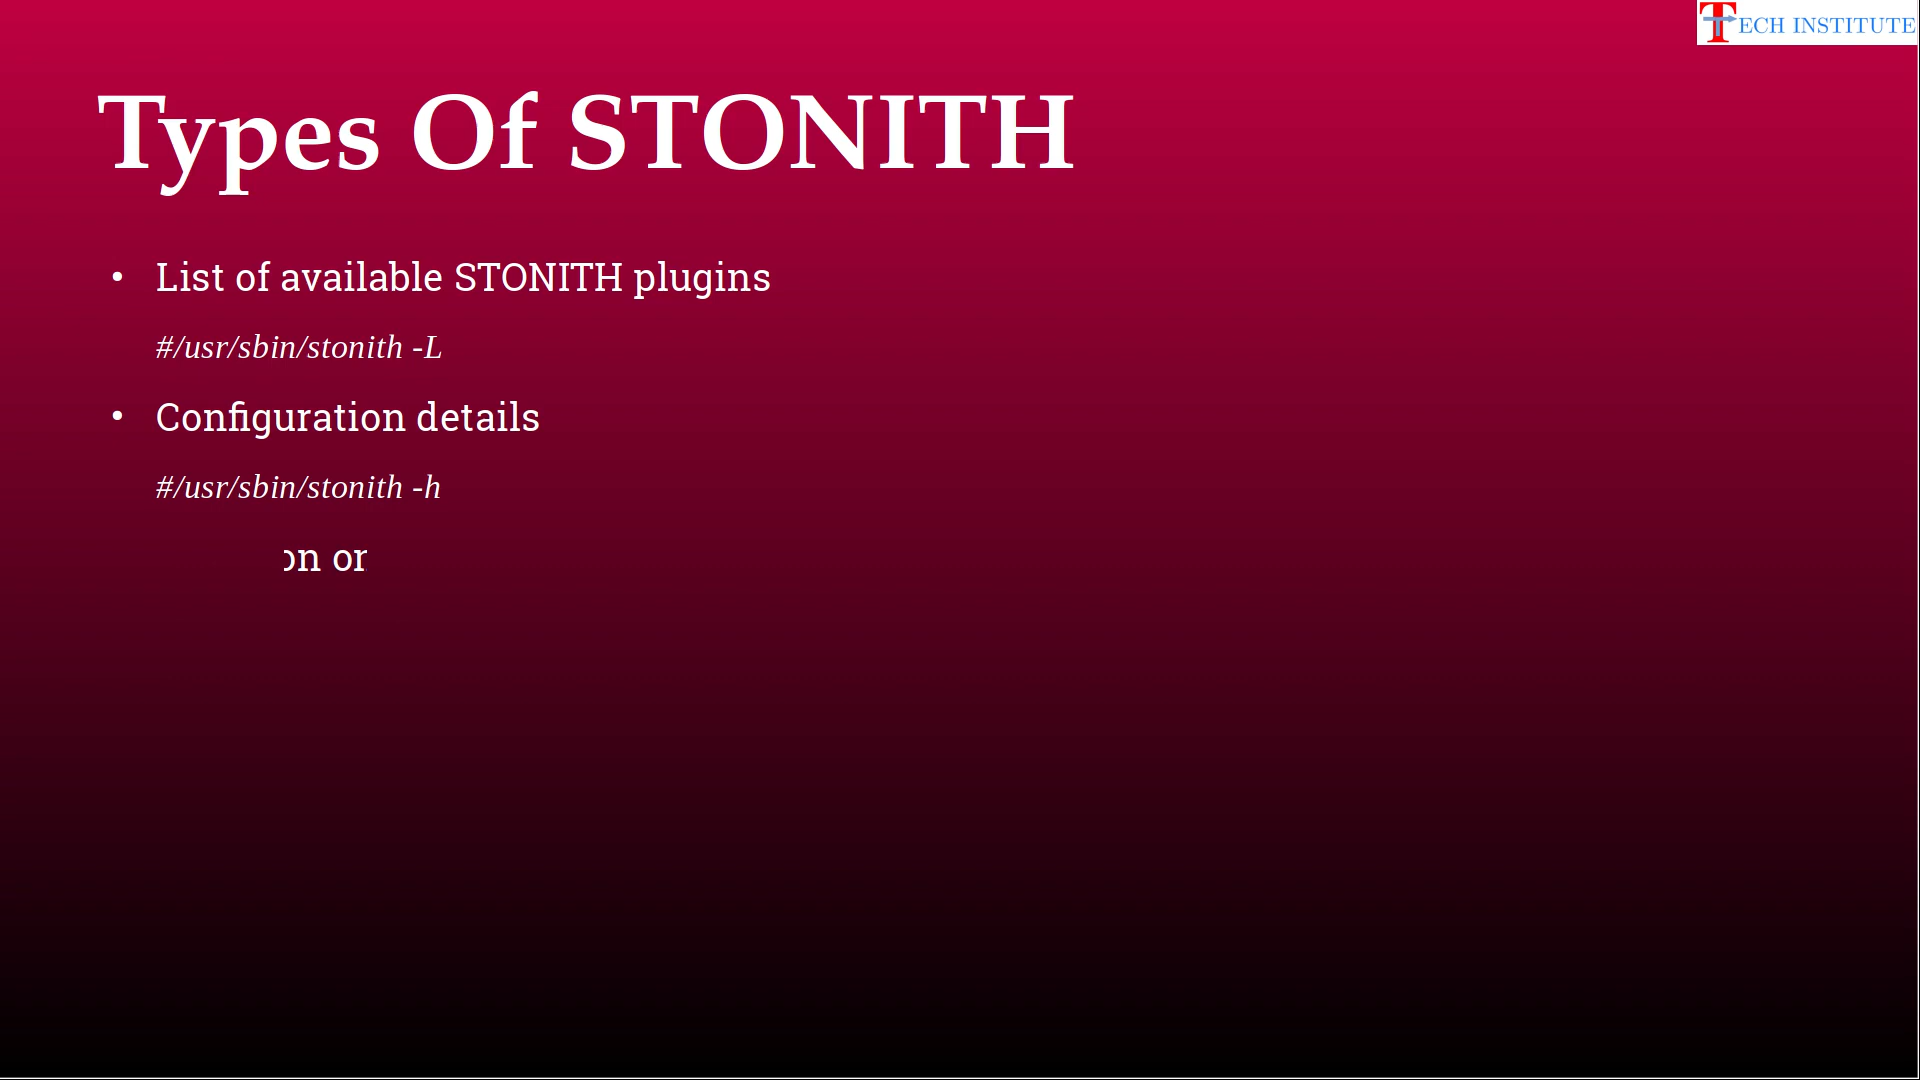 TECH INSTITUTE
Types Of STONITH
• List of available STONITH plugins
#/usr/sbin/stonith -L
• Configuration details
#/usr/sbin/stonith -h
on